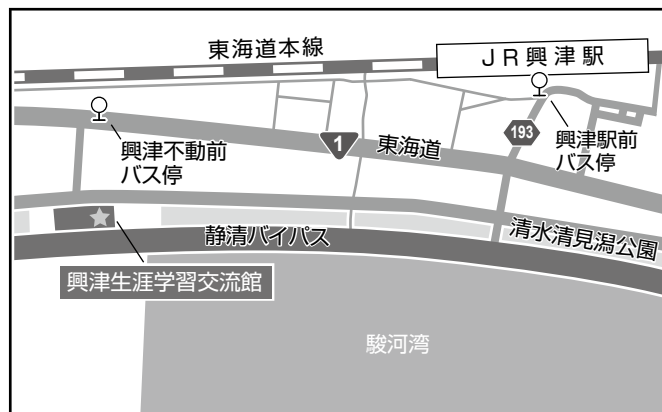 東海道本線
JR興津駅
興津不動前
バス停
1
東海道
193
興津駅前
バス停
静清バイパス
清水清見潟公園
興津生涯学習交流館
駿河湾